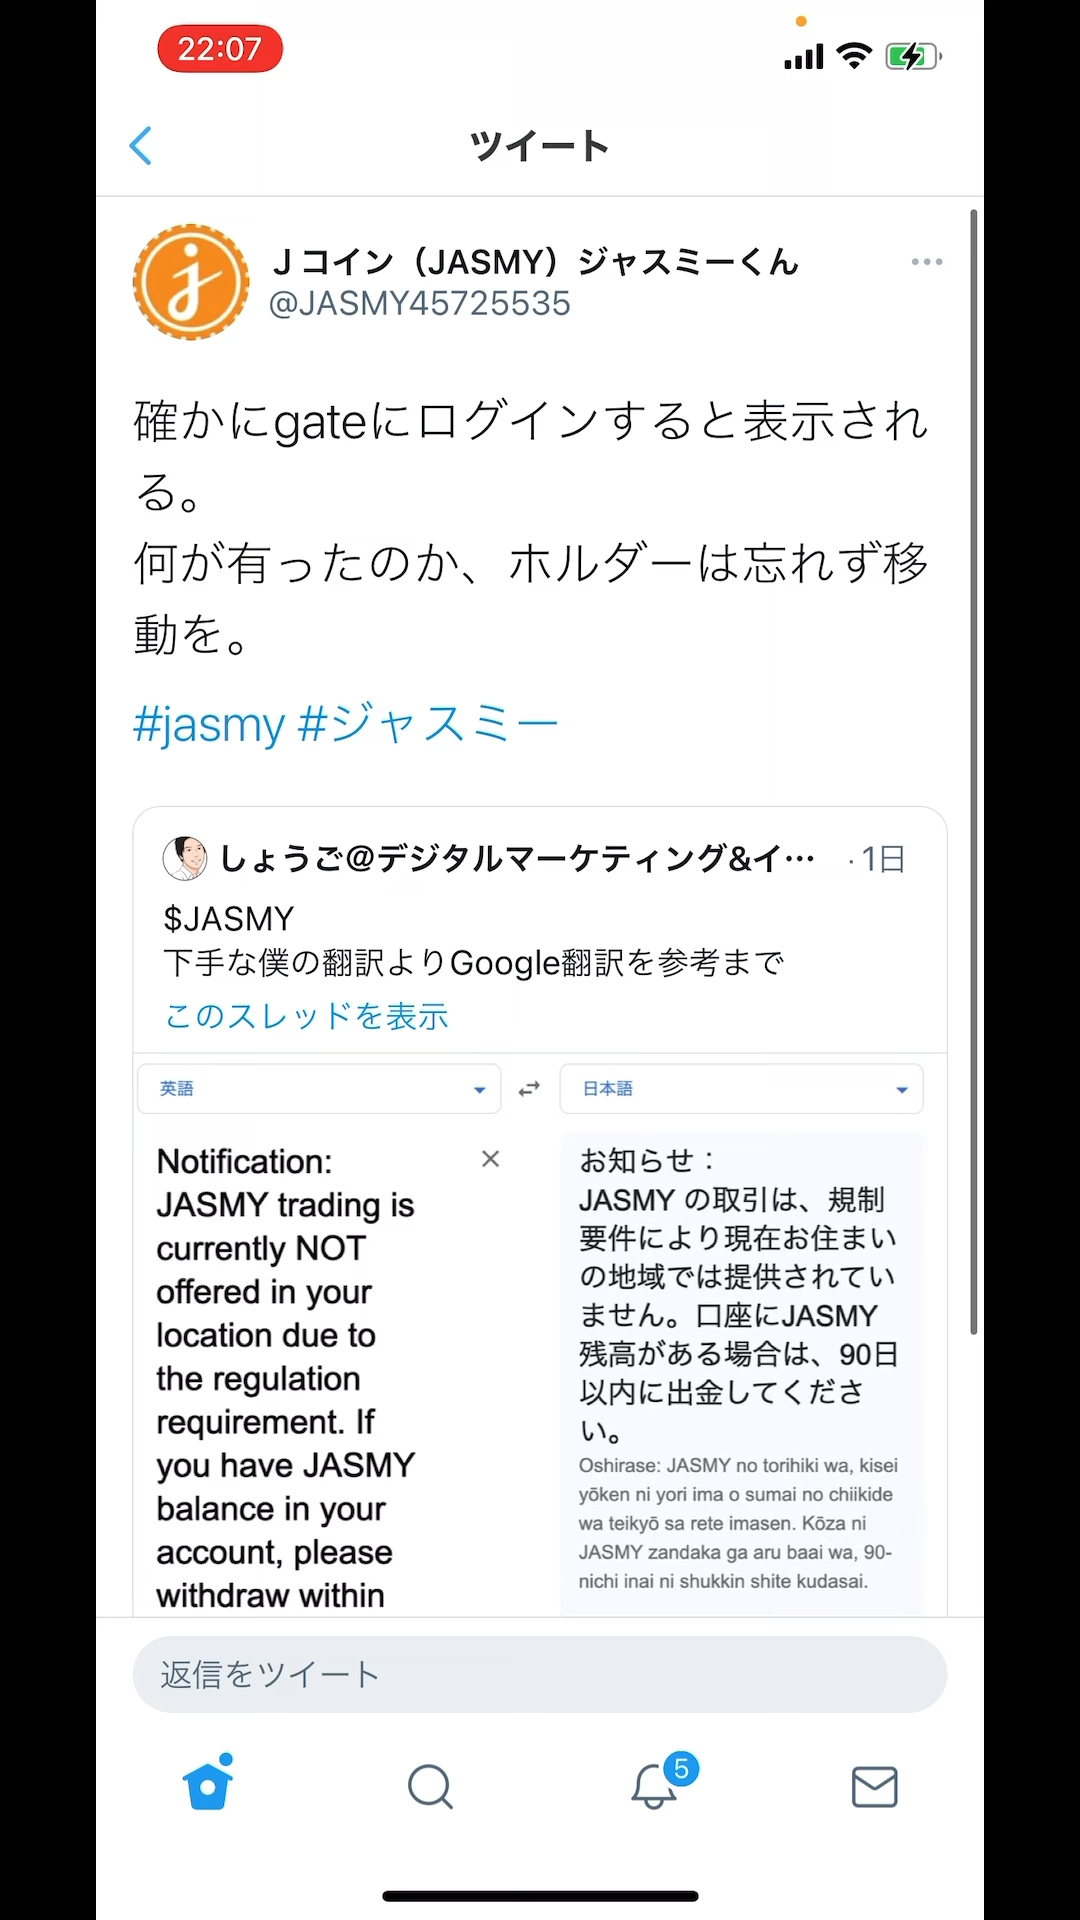 22:07
ツイート
Jコイン（JASMY）ジャスミーくん
@JASMY45725535
確かにgateにログインすると表示され
る。
何が有ったのか、ホルダーは忘れず移
動を。
#jasmy #ジャスミー
しょうご@デジタルマーケティング&イ… · 1日
$JASMY
下手な僕の翻訳よりGoogle翻訳を参考まで
このスレッドを表示
英語
日本語
Notification:
JASMY trading is
currently NOT
offered in your
location due to
the regulation
requirement. If
you have JASMY
balance in your
account, please
withdraw within
お知らせ：
JASMY の取引は、規制
要件により現在お住まい
の地域では提供されてい
ません。口座にJASMY
残高がある場合は、90日
以内に出金してくださ
い。
Oshirase: JASMY no torihiki wa, kisei
yōken ni yori ima o sumai no chiikide
wa teikyō sa rete imasen. Kōza ni
JASMY zandaka ga aru baai wa, 90-
nichi inai ni shukkin shite kudasai.
返信をツイート
5